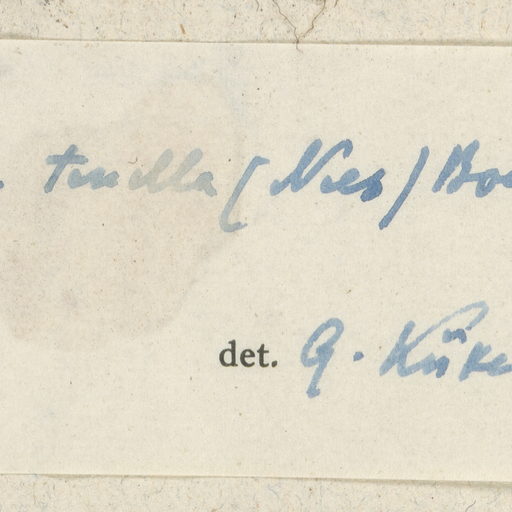 tenella (Nees) Boe
det. G. Küke